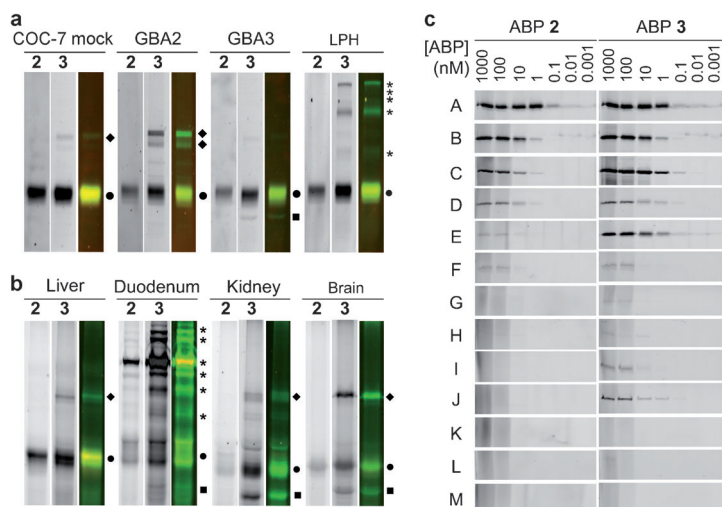 a
COC-7 mock GBA2 GBA3 LPH
2 3 2 3 2 3 2 3
◆ ◆ ◆ ● ● ● ■ * * * * * ●
b
Liver Duodenum Kidney Brain
2 3 2 3 2 3 2 3
◆ ● * * * * * * ● ■ ◆ ● ■ ◆ ● ■
c
ABP 2 ABP 3
[ABP]
(nM)
1000 100 10 1 0.1 0.01 0.001 1000 100 10 1 0.1 0.01 0.001
A
B
C
D
E
F
G
H
I
J
K
L
M